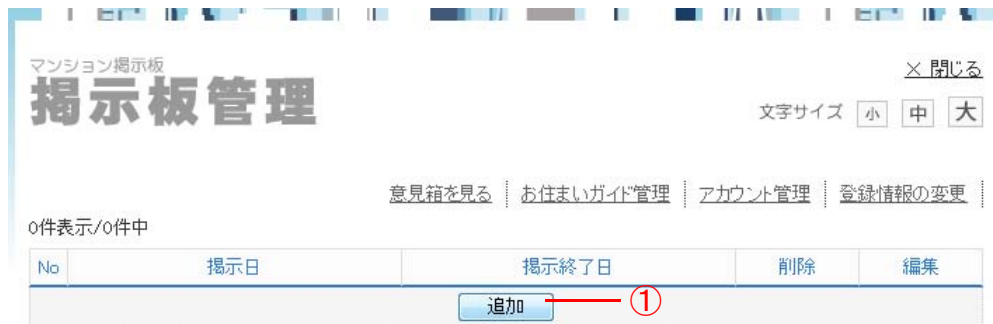 マンション掲示板
掲示板管理
× 閉じる
文字サイズ 小 中 大
意見箱を見る お住まいガイド管理 アカウント管理 登録情報の変更
0件表示/0件中
No 掲示日 掲示終了日 削除 編集
追加 ①